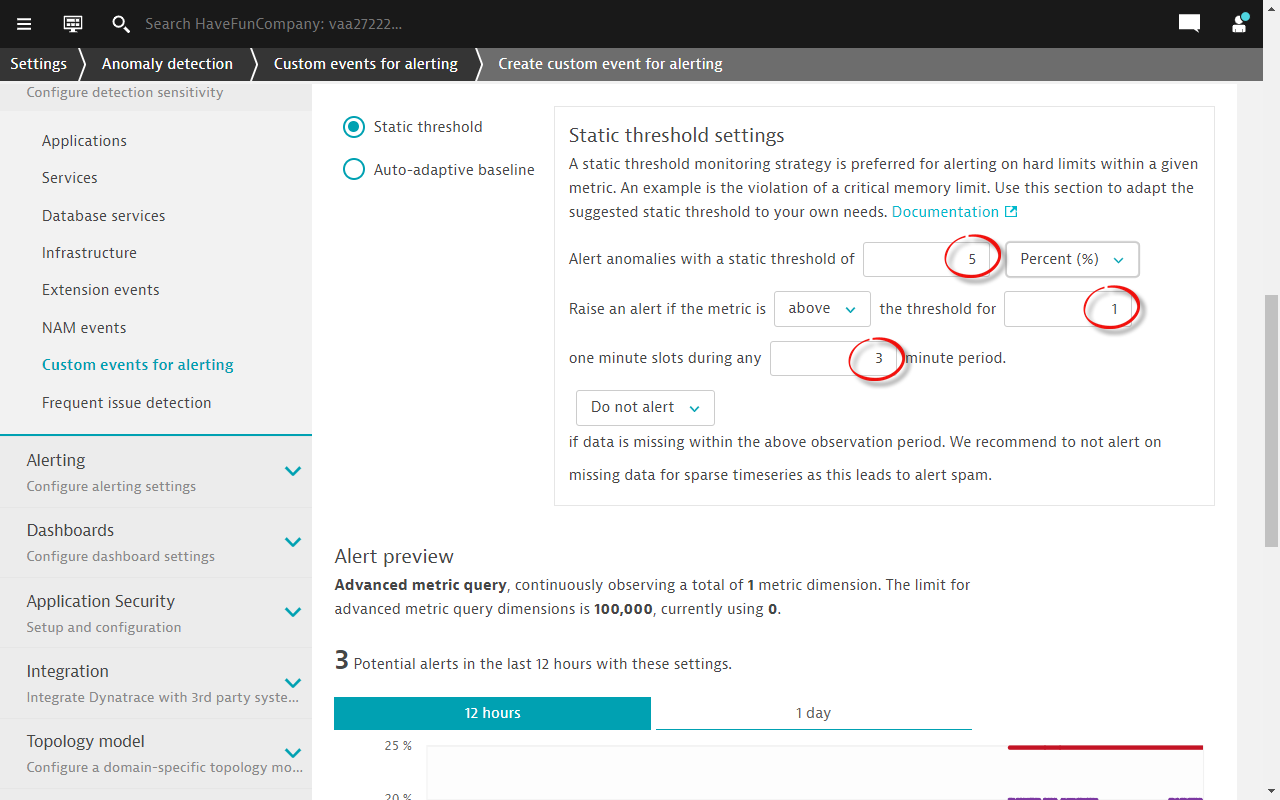 Search HaveFunCompany: vaa27222...
Settings
Anomaly detection
Custom events for alerting
Create custom event for alerting
Configure detection sensitivity
Applications
Services
Database services
Infrastructure
Extension events
NAM events
Custom events for alerting
Frequent issue detection
Alerting
Configure alerting settings
Dashboards
Configure dashboard settings
Application Security
Setup and configuration
Integration
Integrate Dynatrace with 3rd party syste...
Topology model
Configure a domain-specific topology mo...
Static threshold
Auto-adaptive baseline
Static threshold settings
A static threshold monitoring strategy is preferred for alerting on hard limits within a given
metric. An example is the violation of a critical memory limit. Use this section to adapt the
suggested static threshold to your own needs. Documentation
Alert anomalies with a static threshold of 5 Percent (%)
Raise an alert if the metric is above the threshold for 1
one minute slots during any 3 minute period.
Do not alert
if data is missing within the above observation period. We recommend to not alert on
missing data for sparse timeseries as this leads to alert spam.
Alert preview
Advanced metric query, continuously observing a total of 1 metric dimension. The limit for
advanced metric query dimensions is 100,000, currently using 0.
3 Potential alerts in the last 12 hours with these settings.
12 hours
1 day
25 %
20 %